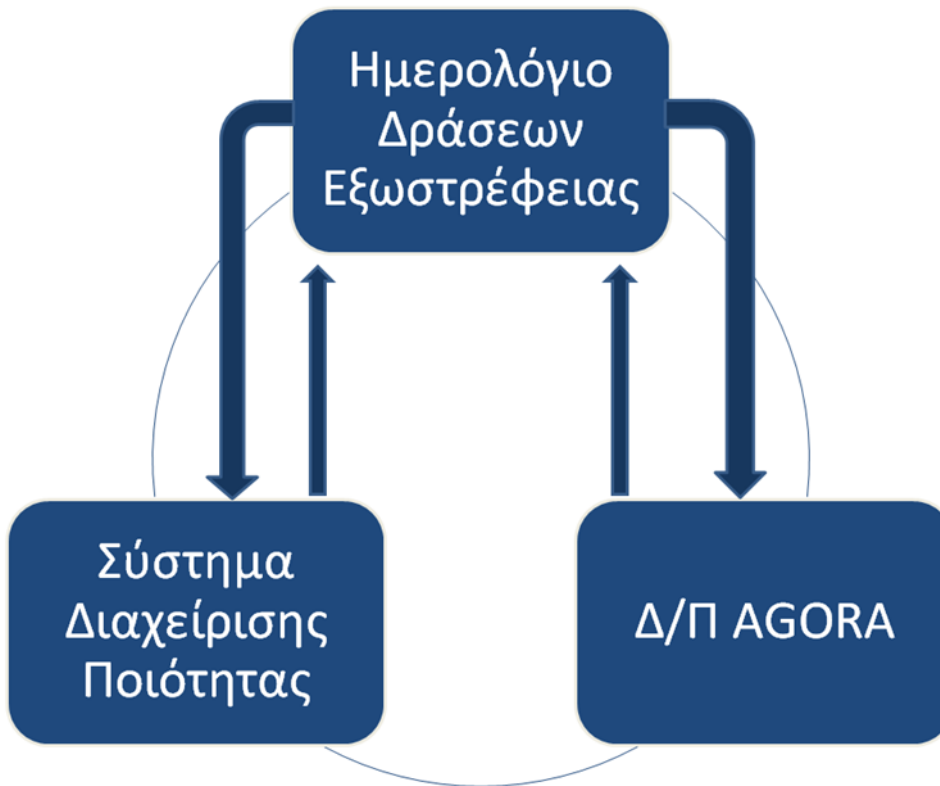 Ημερολόγιο
Δράσεων
Εξωστρέφειας
Σύστημα
Διαχείρισης
Ποιότητας
Δ/Π AGORA